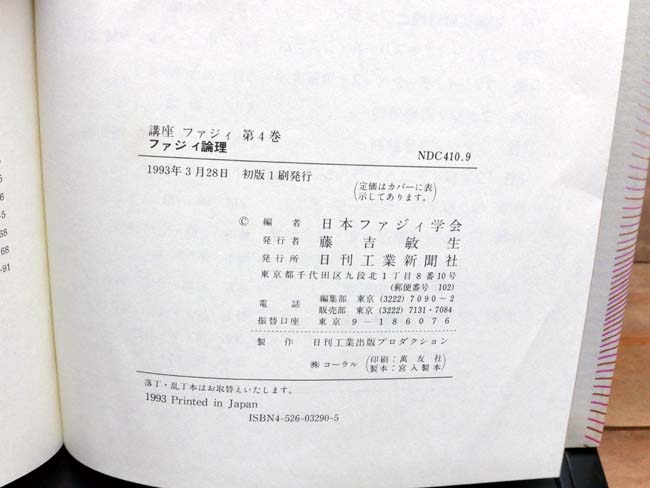 講座 ファジィ 第4巻
ファジィ論理
NDC410.9
1993年3月28日 初版1刷発行
(定価はカバーに表
示してあります。)
© 編者 日本ファジィ学会
発行者 藤吉敏生
発行所 日刊工業新聞社
東京都千代田区九段北1丁目8番10号
(郵便番号 102)
電話 編集部 東京 (3222) 7090-2
販売部 東京 (3222) 7131・7084
振替口座 東京 9-186076
製作 日刊工業出版プロダクション
㈱コーラル (印刷:萬友社
製本:宮入製本)
落丁・乱丁本はお取替えいたします。
1993 Printed in Japan
ISBN4-526-03290-5